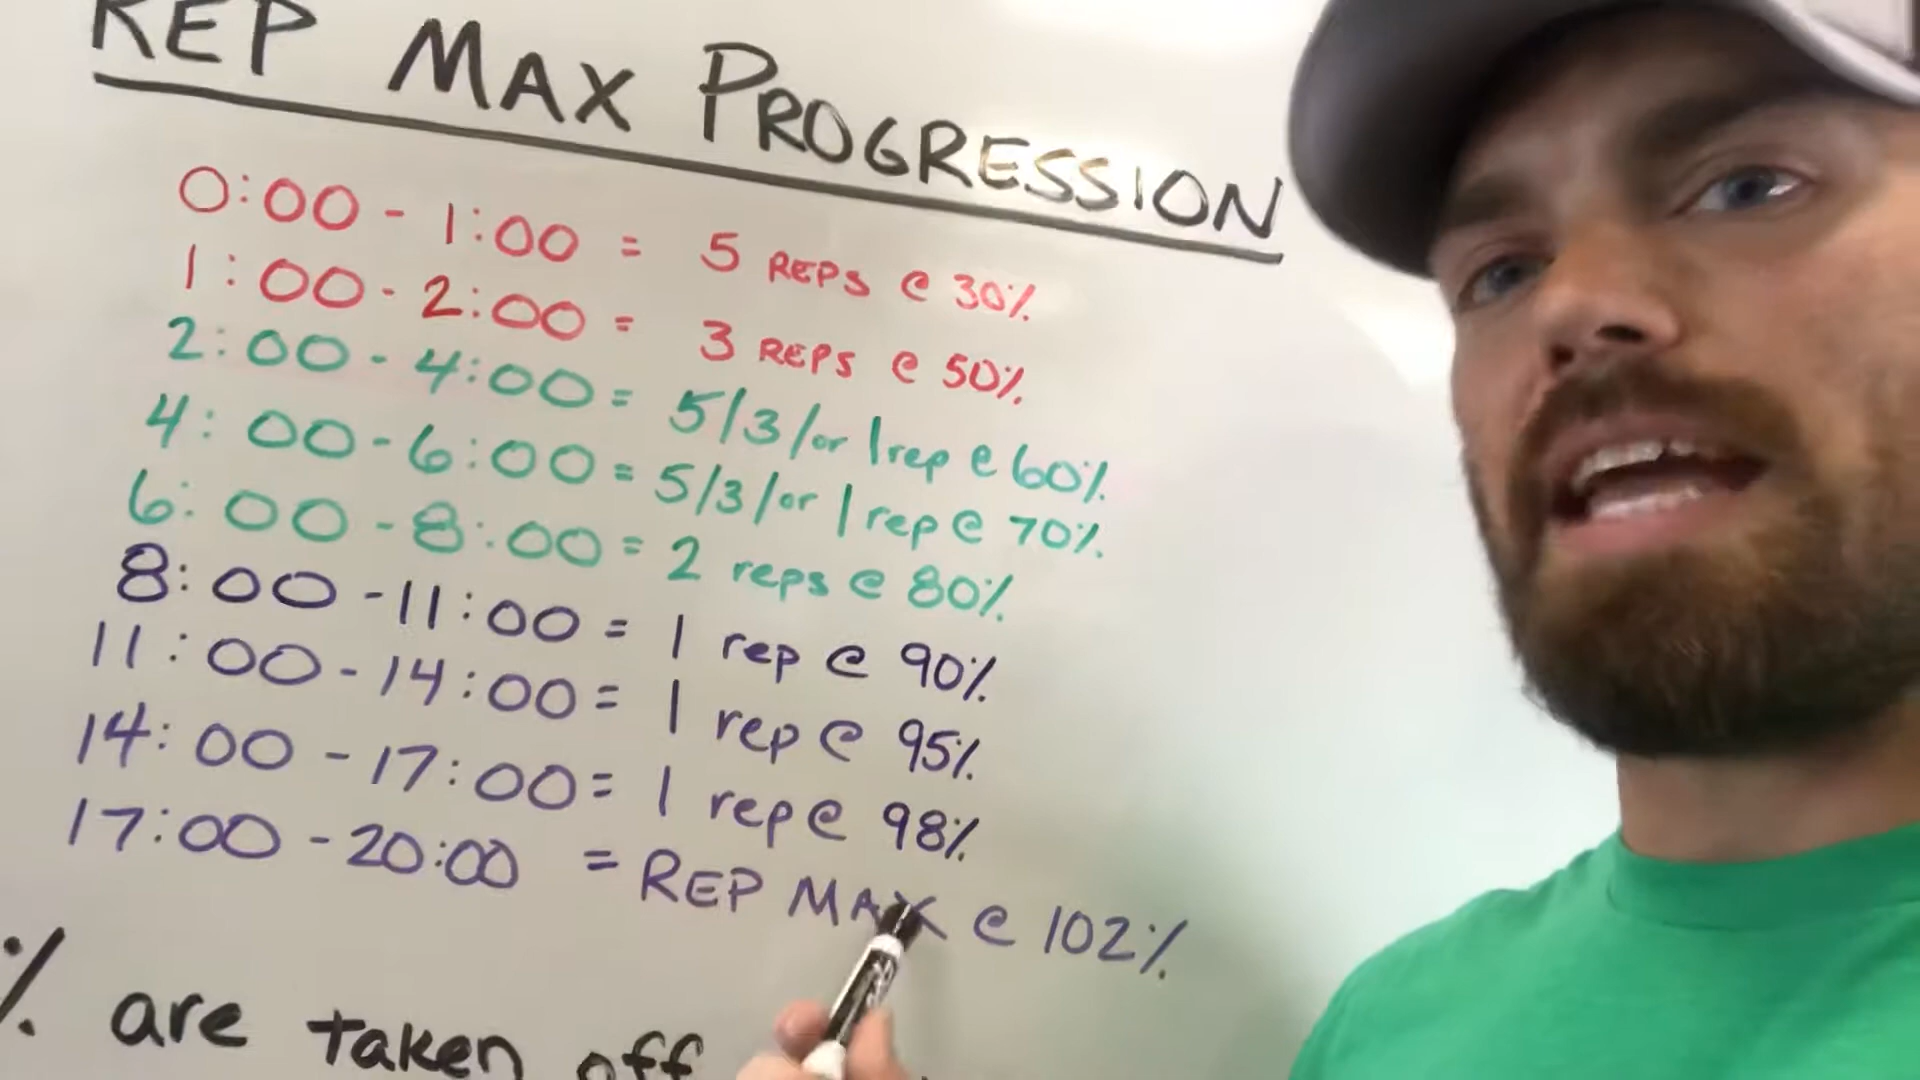 REP MAX PROGRESSION
0:00 - 1:00 = 5 REPS @ 30%
1:00 - 2:00 = 3 REPS @ 50%
2:00 - 4:00 = 5/3/or 1 rep @ 60%
4:00 - 6:00 = 5/3/or 1 rep @ 70%
6:00 - 8:00 = 2 reps @ 80%
8:00 - 11:00 = 1 rep @ 90%
11:00 - 14:00 = 1 rep @ 95%
14:00 - 17:00 = 1 rep @ 98%
17:00 - 20:00 = REP MAX @ 102%
% are taken off